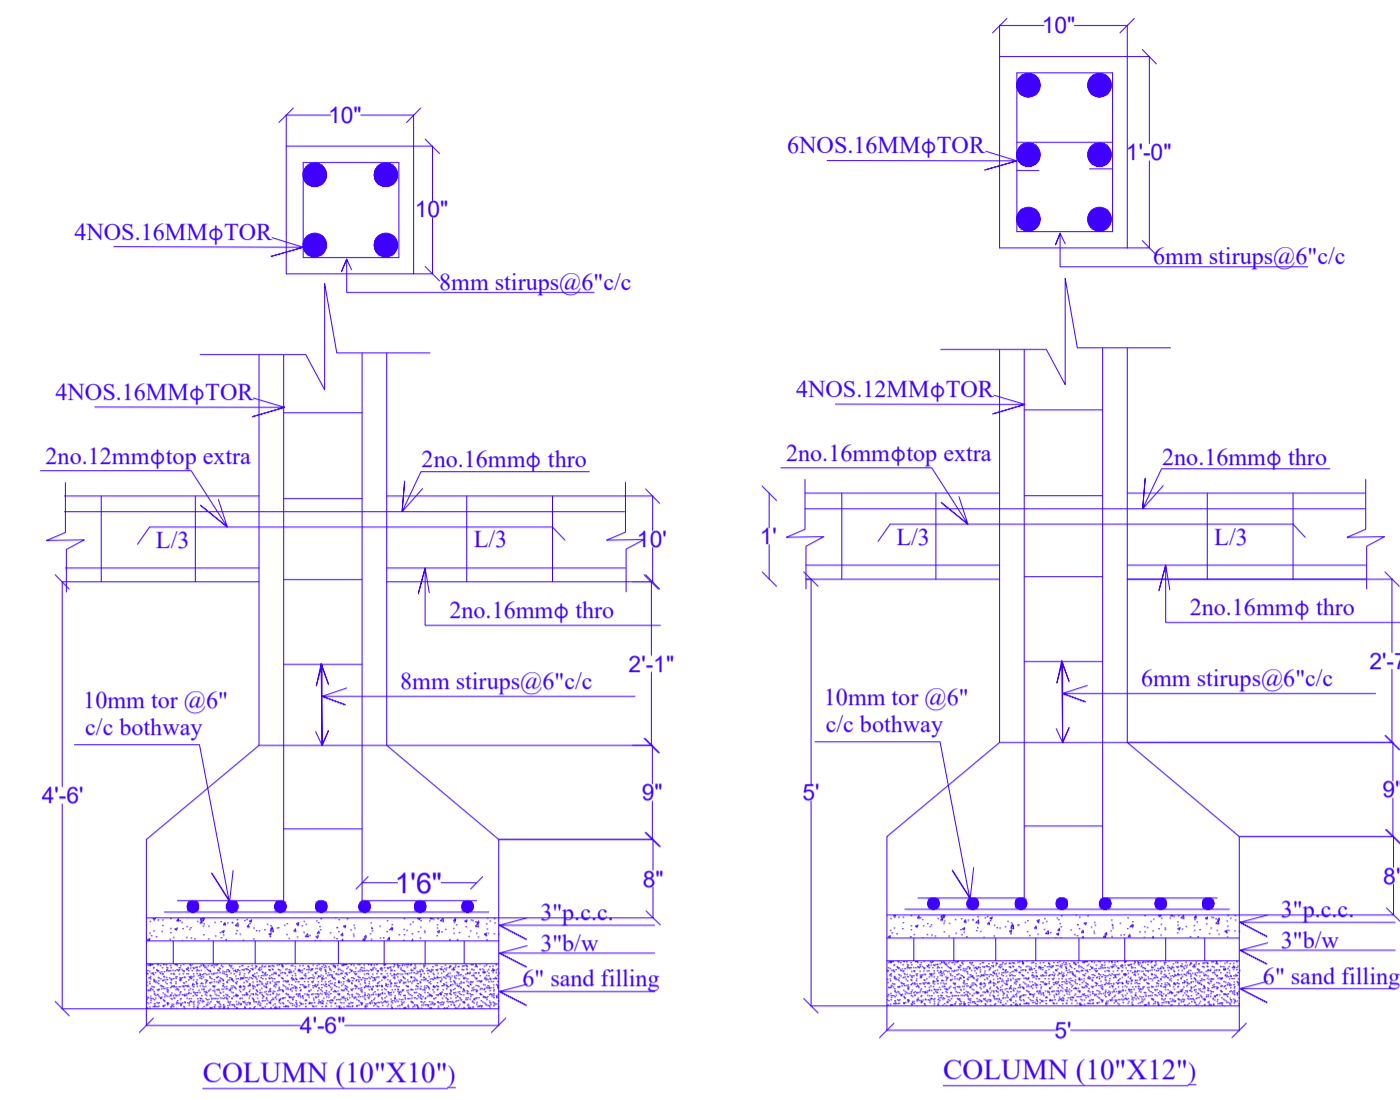 10"
10"
4NOS.16MMϕTOR
8mm stirups@6"c/c
4NOS.16MMϕTOR
2no.12mmϕtop extra
2no.16mmϕ thro
L/3
L/3
10'
2no.16mmϕ thro
2'-1"
8mm stirups@6"c/c
10mm tor @6"
c/c bothway
4'-6'
9"
1'6"
8"
3"p.c.c.
3"b/w
6" sand filling
4'-6"
COLUMN (10"X10")
10"
6NOS.16MMϕTOR
1'-0"
6mm stirups@6"c/c
4NOS.12MMϕTOR
2no.16mmϕtop extra
2no.16mmϕ thro
1'
L/3
L/3
2no.16mmϕ thro
2'-7
6mm stirups@6"c/c
10mm tor @6"
c/c bothway
5'
9'
8'
3"p.c.c.
3"b/w
6" sand filling
5'
COLUMN (10"X12")